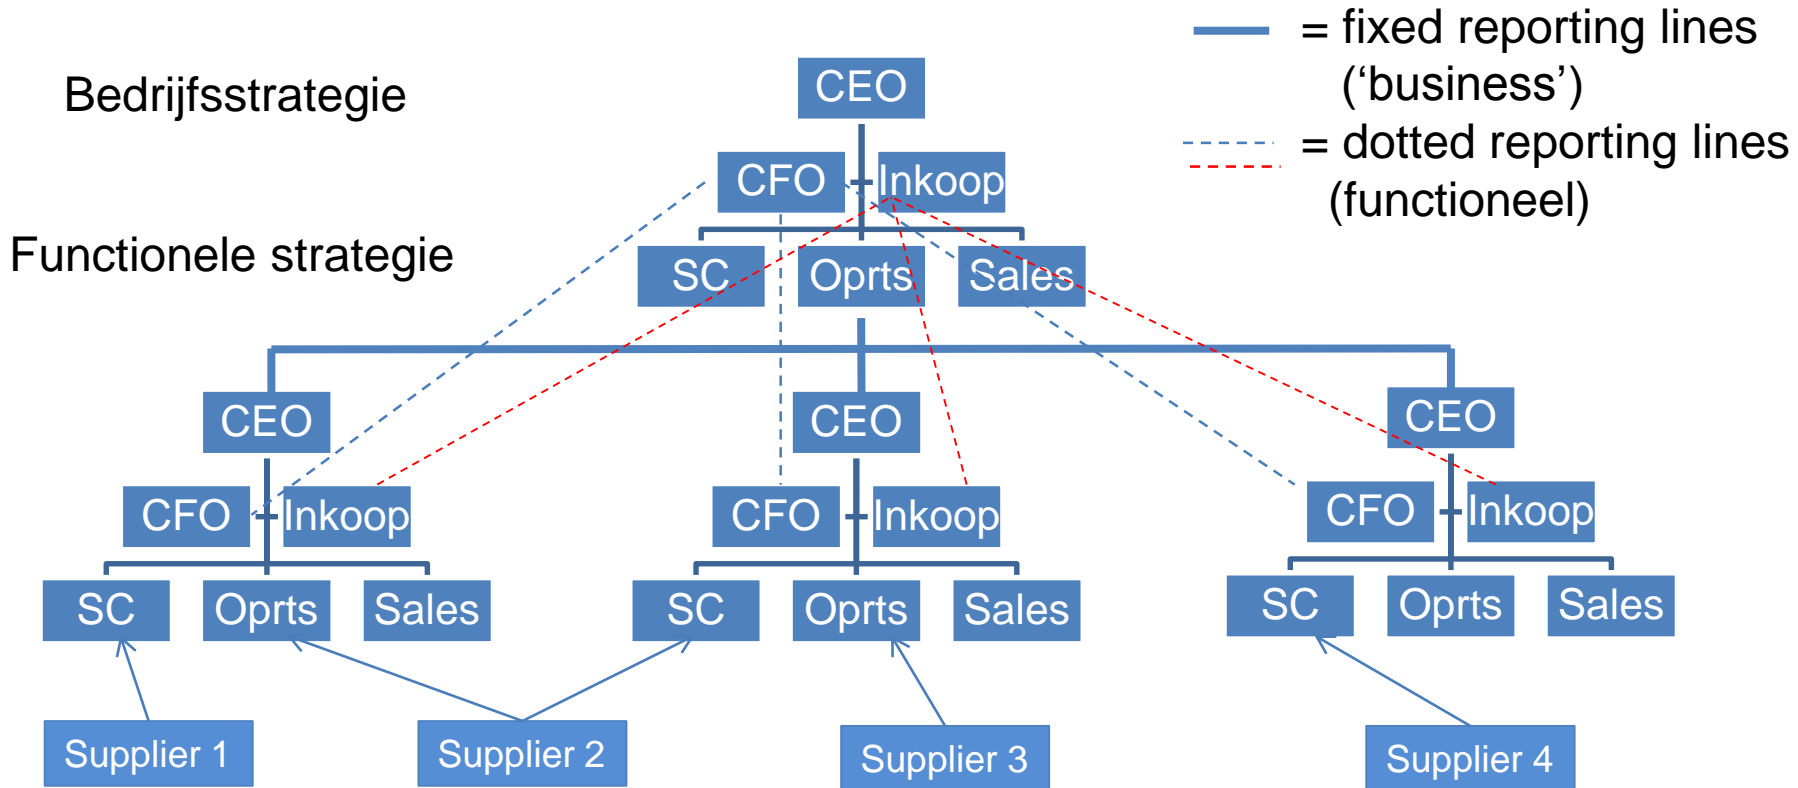 = fixed reporting lines
(‘business’)
= dotted reporting lines
(functioneel)
Bedrijfsstrategie
CEO
CFO
Inkoop
Functionele strategie
SC
Oprts
Sales
CEO
CEO
CEO
CFO
Inkoop
CFO
Inkoop
CFO
Inkoop
SC
Oprts
Sales
SC
Oprts
Sales
SC
Oprts
Sales
Supplier 1
Supplier 2
Supplier 3
Supplier 4